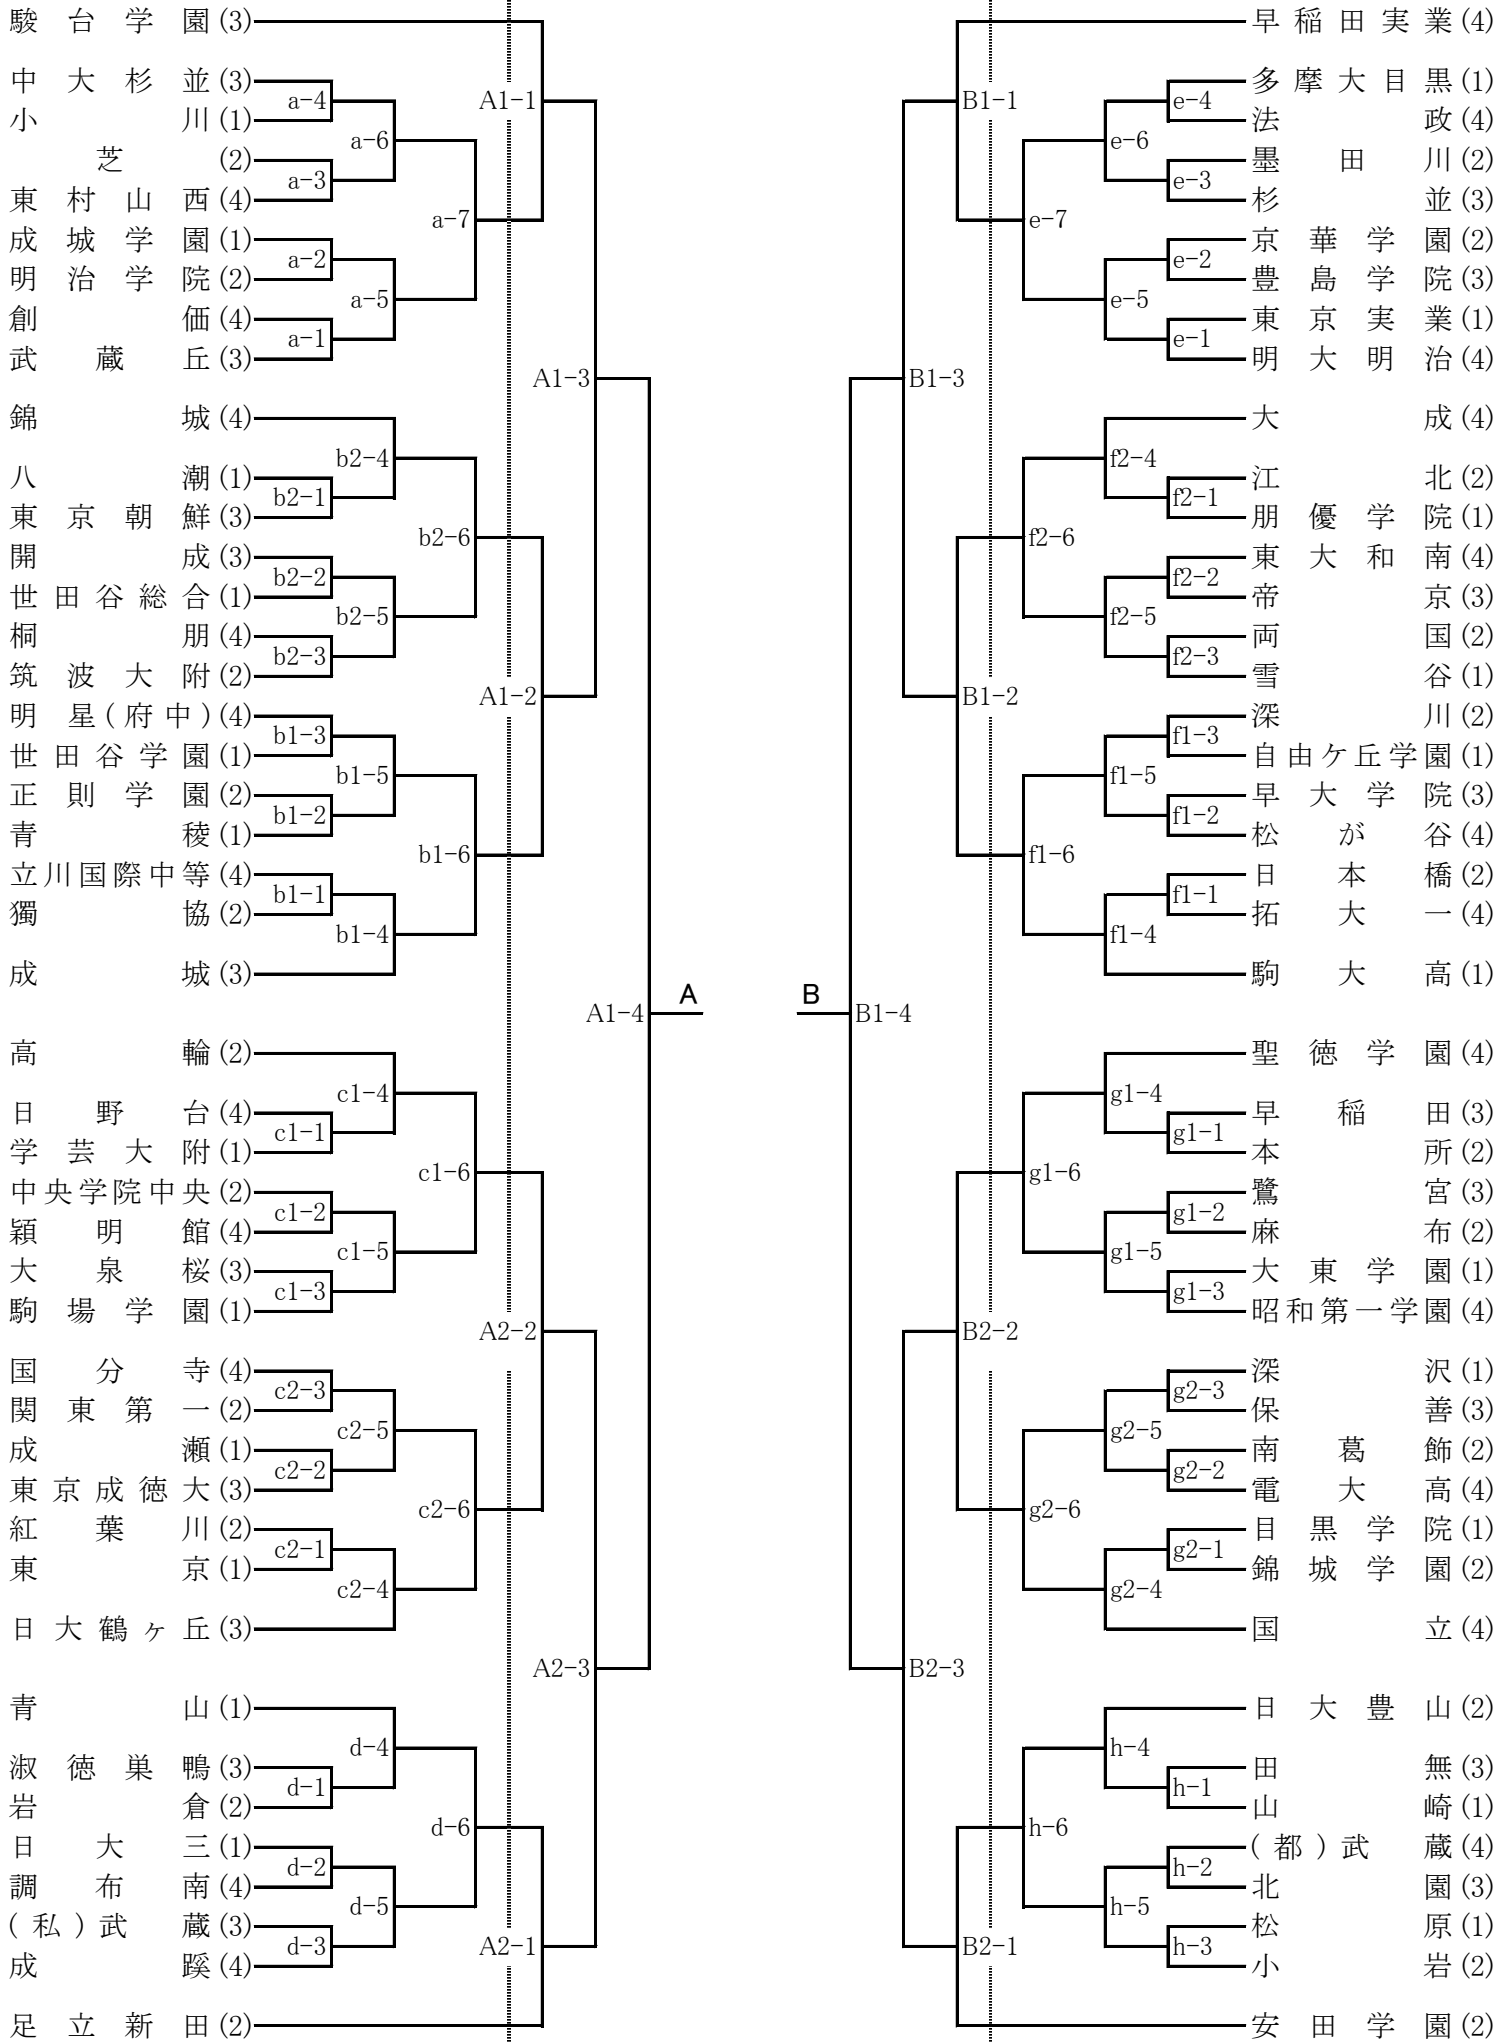 駿台学園(3)
中大杉並(3)
a-4
小川(1)
a-6
芝(2)
a-3
東村山西(4)
a-7
成城学園(1)
a-2
明治学院(2)
a-5
創価(4)
a-1
武蔵丘(3)
A1-1
A1-3
錦城(4)
b2-4
八潮(1)
b2-1
東京朝鮮(3)
b2-6
開成(3)
b2-2
世田谷総合(1)
b2-5
桐朋(4)
b2-3
筑波大附(2)
A1-2
明星(府中)(4)
b1-3
世田谷学園(1)
b1-5
正則学園(2)
b1-2
青稜(1)
b1-6
立川国際中等(4)
b1-1
獨協(2)
b1-4
成城(3)
A1-4
A
高輪(2)
c1-4
日野台(4)
c1-1
学芸大附(1)
c1-6
中央学院中央(2)
c1-2
穎明館(4)
c1-5
大泉桜(3)
c1-3
駒場学園(1)
A2-2
国分寺(4)
c2-3
関東第一(2)
c2-5
成瀬(1)
c2-2
東京成徳大(3)
c2-6
紅葉川(2)
c2-1
東京(1)
c2-4
日大鶴ヶ丘(3)
A2-3
青山(1)
d-4
淑徳巣鴨(3)
d-1
岩倉(2)
d-6
日大三(1)
d-2
調布南(4)
d-5
(私)武蔵(3)
d-3
成蹊(4)
A2-1
足立新田(2)
早稲田実業(4)
B1-1
多摩大目黒(1)
e-4
法政(4)
e-6
墨田川(2)
e-3
杉並(3)
e-7
京華学園(2)
e-2
豊島学院(3)
e-5
東京実業(1)
e-1
明大明治(4)
B1-3
大成(4)
f2-4
江北(2)
f2-1
朋優学院(1)
f2-6
東大和南(4)
f2-2
帝京(3)
f2-5
両国(2)
f2-3
雪谷(1)
B1-2
深川(2)
f1-3
自由ケ丘学園(1)
f1-5
早大学院(3)
f1-2
松が谷(4)
f1-6
日本橋(2)
f1-1
拓大一(4)
f1-4
駒大高(1)
B
B1-4
聖徳学園(4)
g1-4
早稲田(3)
g1-1
本所(2)
g1-6
鷺宮(3)
g1-2
麻布(2)
g1-5
大東学園(1)
g1-3
昭和第一学園(4)
B2-2
深沢(1)
g2-3
保善(3)
g2-5
南葛飾(2)
g2-2
電大高(4)
g2-6
目黒学院(1)
g2-1
錦城学園(2)
g2-4
国立(4)
B2-3
日大豊山(2)
h-4
田無(3)
h-1
山崎(1)
h-6
(都)武蔵(4)
h-2
北園(3)
h-5
松原(1)
h-3
小岩(2)
B2-1
安田学園(2)